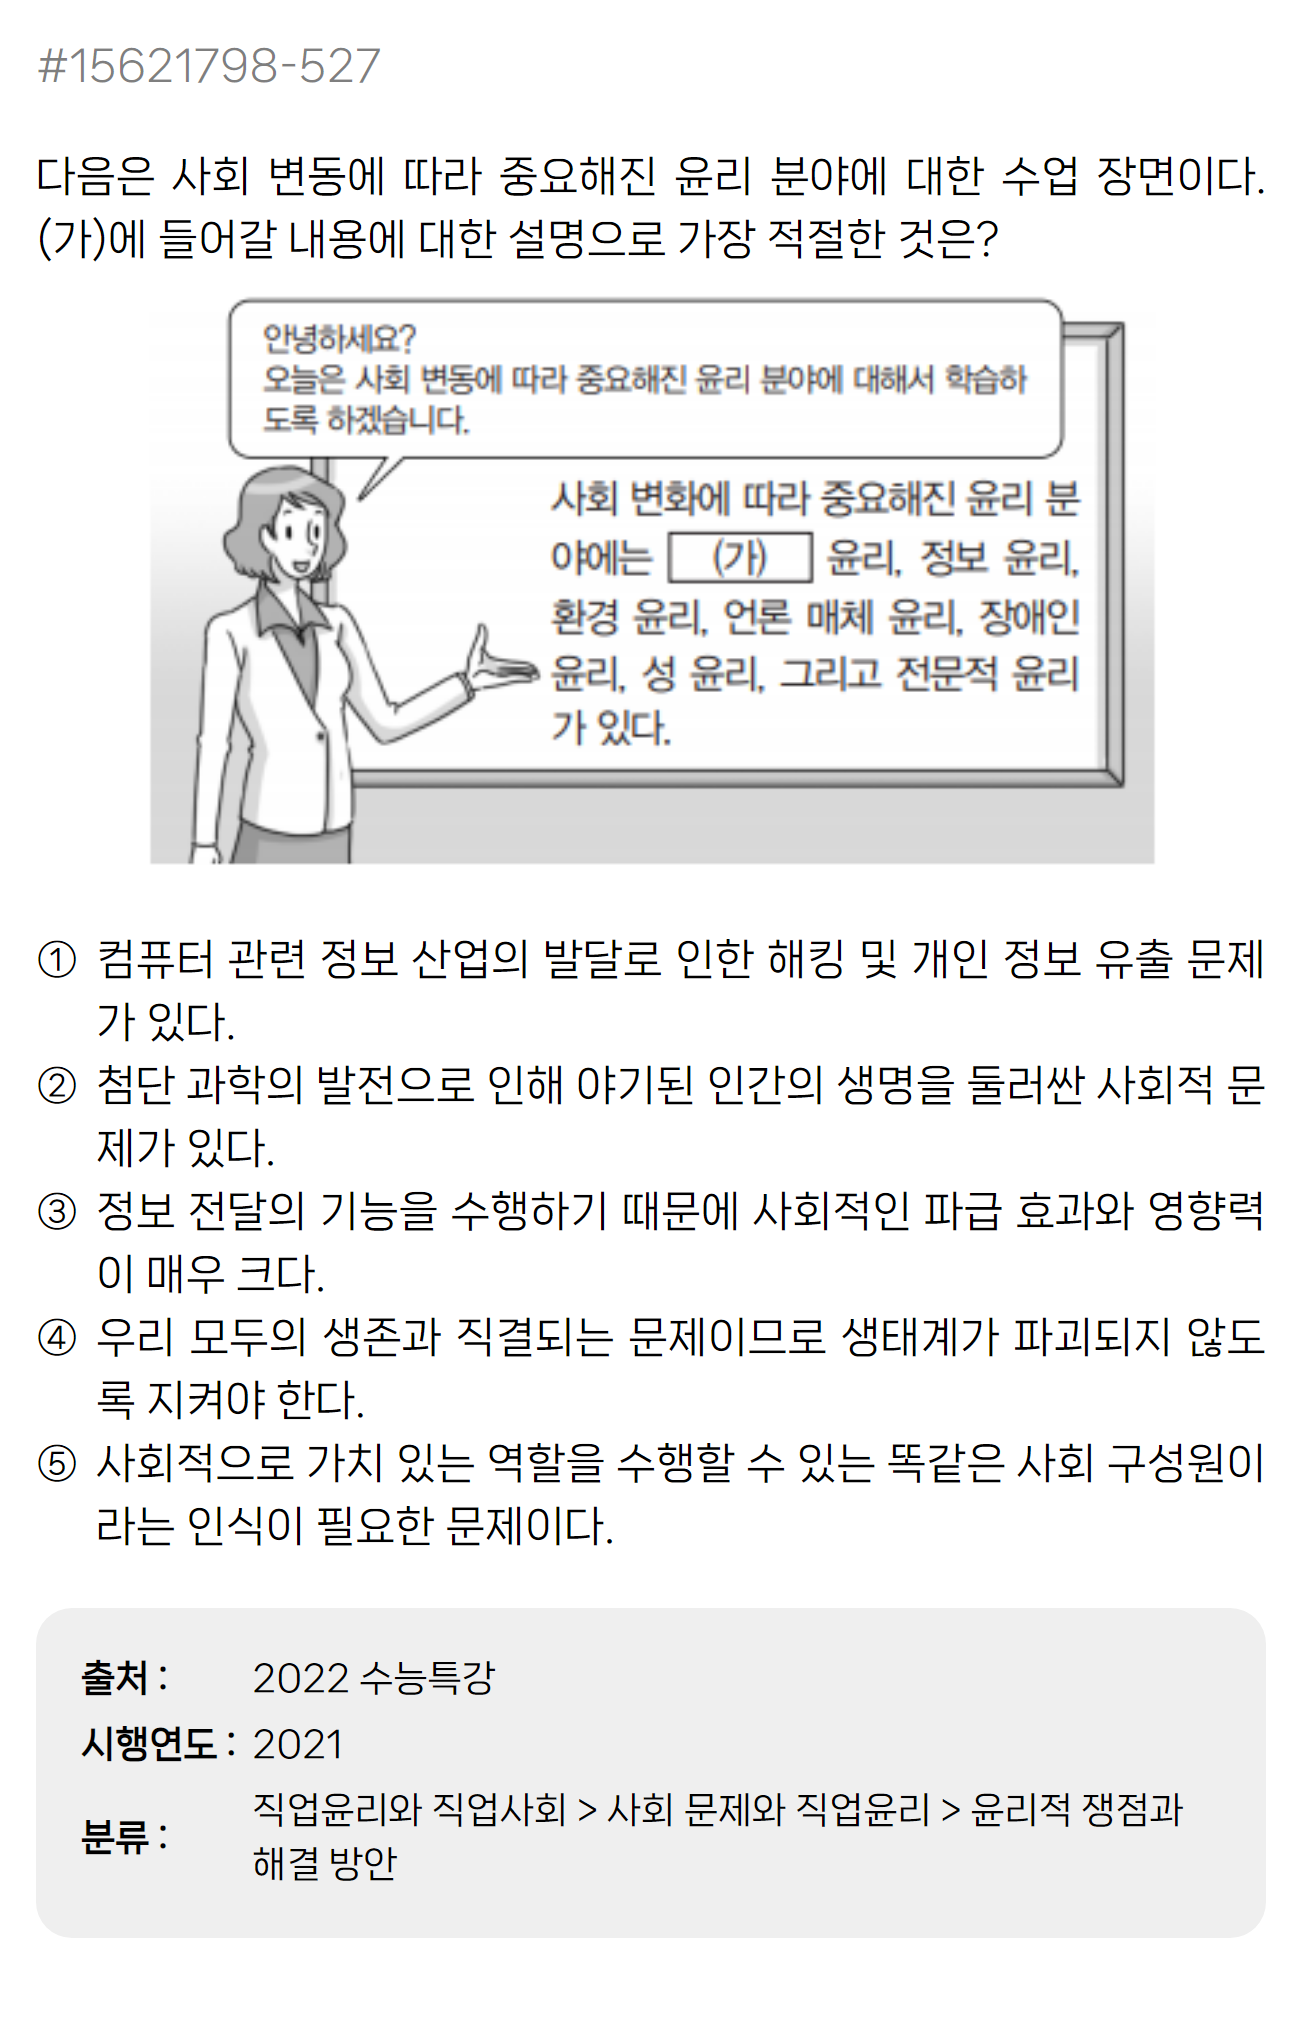 #15621798-527
다음은 사회 변동에 따라 중요해진 윤리 분야에 대한 수업 장면이다.
(가)에 들어갈 내용에 대한 설명으로 가장 적절한 것은?
안녕하세요?
오늘은 사회 변동에 따라 중요해진 윤리 분야에 대해서 학습하
도록 하겠습니다.
사회 변화에 따라 중요해진 윤리 분
야에는 (가) 윤리, 정보 윤리,
환경 윤리, 언론 매체 윤리, 장애인
윤리, 성 윤리, 그리고 전문적 윤리
가 있다.
① 컴퓨터 관련 정보 산업의 발달로 인한 해킹 및 개인 정보 유출 문제
가 있다.
② 첨단 과학의 발전으로 인해 야기된 인간의 생명을 둘러싼 사회적 문
제가 있다.
③ 정보 전달의 기능을 수행하기 때문에 사회적인 파급 효과와 영향력
이 매우 크다.
④ 우리 모두의 생존과 직결되는 문제이므로 생태계가 파괴되지 않도
록 지켜야 한다.
⑤ 사회적으로 가치 있는 역할을 수행할 수 있는 똑같은 사회 구성원이
라는 인식이 필요한 문제이다.
출처 : 2022 수능특강
시행연도 : 2021
분류 : 직업윤리와 직업사회 > 사회 문제와 직업윤리 > 윤리적 쟁점과
해결 방안